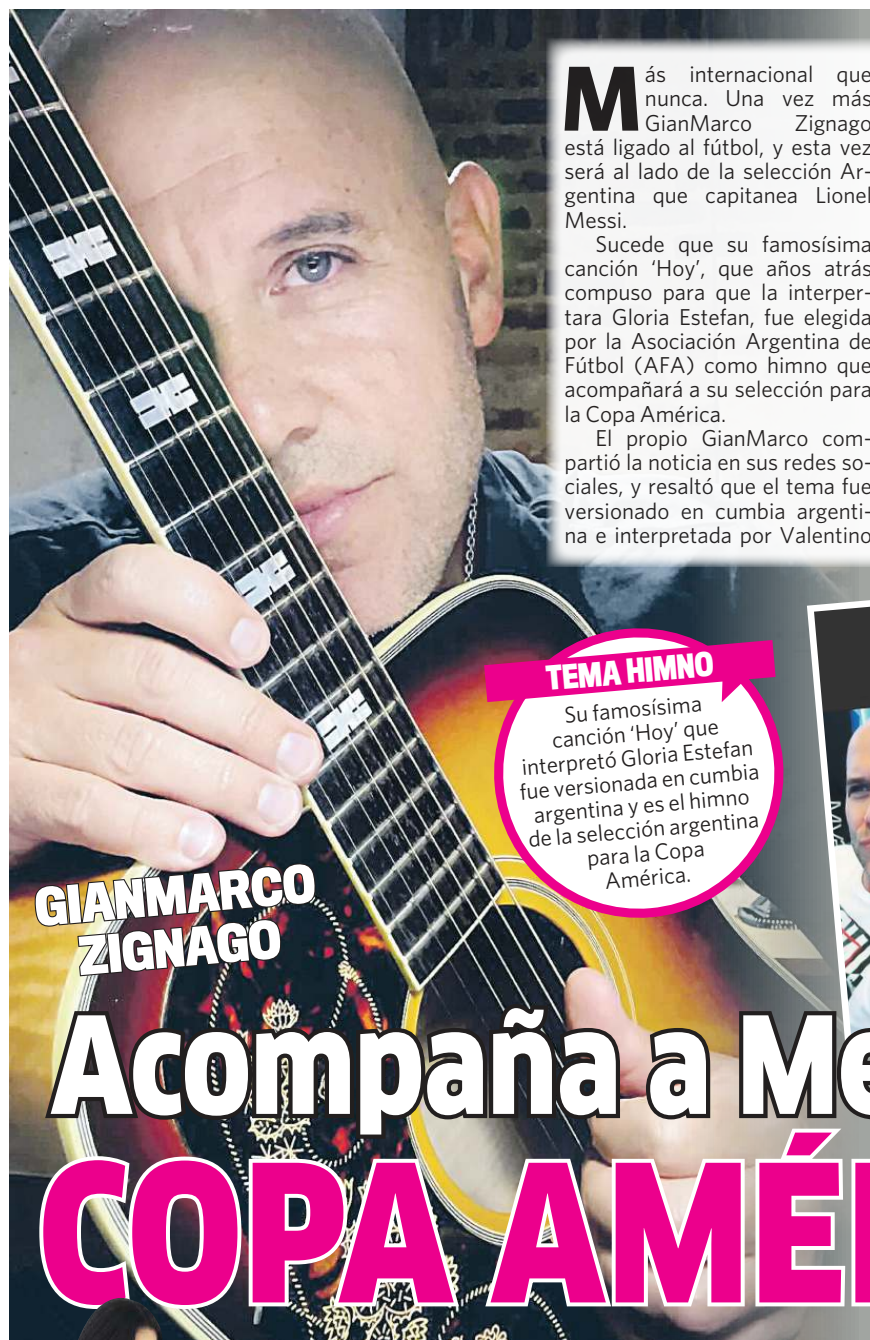 Más internacional que
nunca. Una vez más
GianMarco Zignago
está ligado al fútbol, y esta vez
será al lado de la selección Ar-
gentina que capitanea Lionel
Messi.
Sucede que su famosísima
canción ‘Hoy’, que años atrás
compuso para que la interper-
tara Gloria Estefan, fue elegida
por la Asociación Argentina de
Fútbol (AFA) como himno que
acompañará a su selección para
la Copa América.
El propio GianMarco com-
partió la noticia en sus redes so-
ciales, y resaltó que el tema fue
versionado en cumbia argenti-
na e interpretada por Valentino
TEMA HIMNO
Su famosísima
canción ‘Hoy’ que
interpretó Gloria Estefan
fue versionada en cumbia
argentina y es el himno
de la selección argentina
para la Copa
América.
GIANMARCO
ZIGNAGO
Acompaña a Me
COPA AMÉ